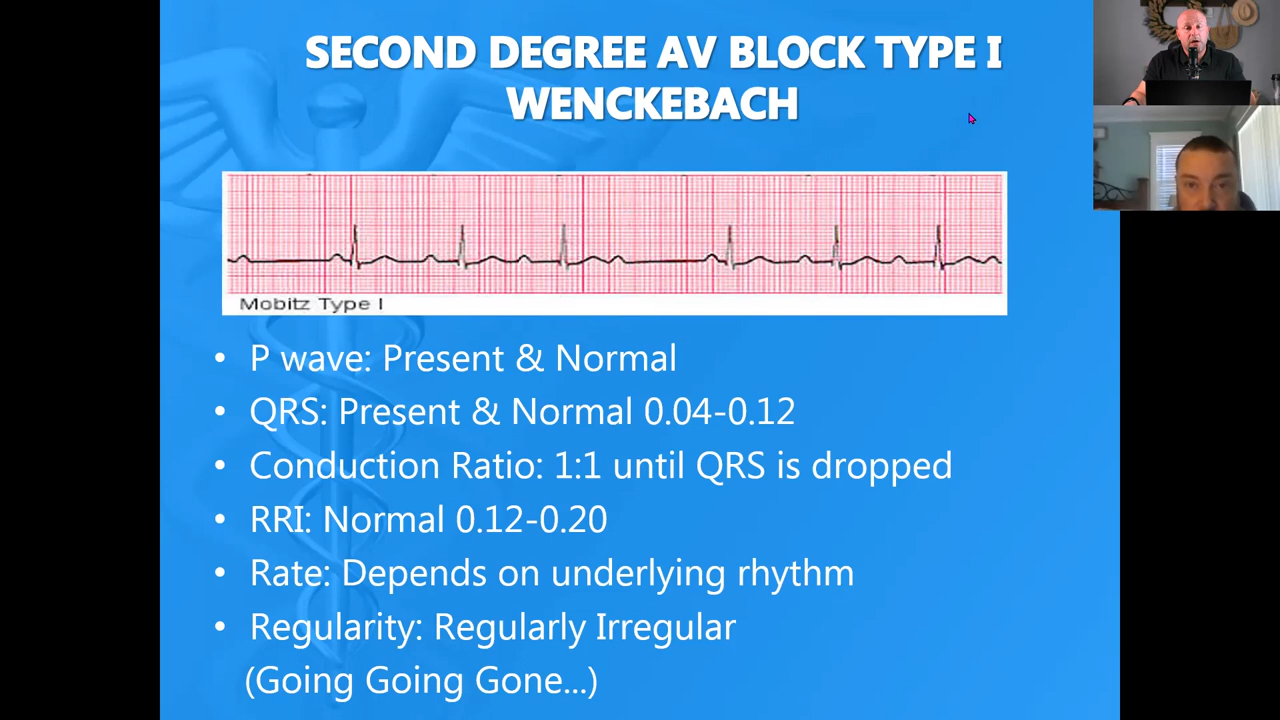 SECOND DEGREE AV BLOCK TYPE I
WENCKEBACH
Mobitz Type I
• P wave: Present & Normal
• QRS: Present & Normal 0.04-0.12
• Conduction Ratio: 1:1 until QRS is dropped
• RRI: Normal 0.12-0.20
• Rate: Depends on underlying rhythm
• Regularity: Regularly Irregular
(Going Going Gone...)